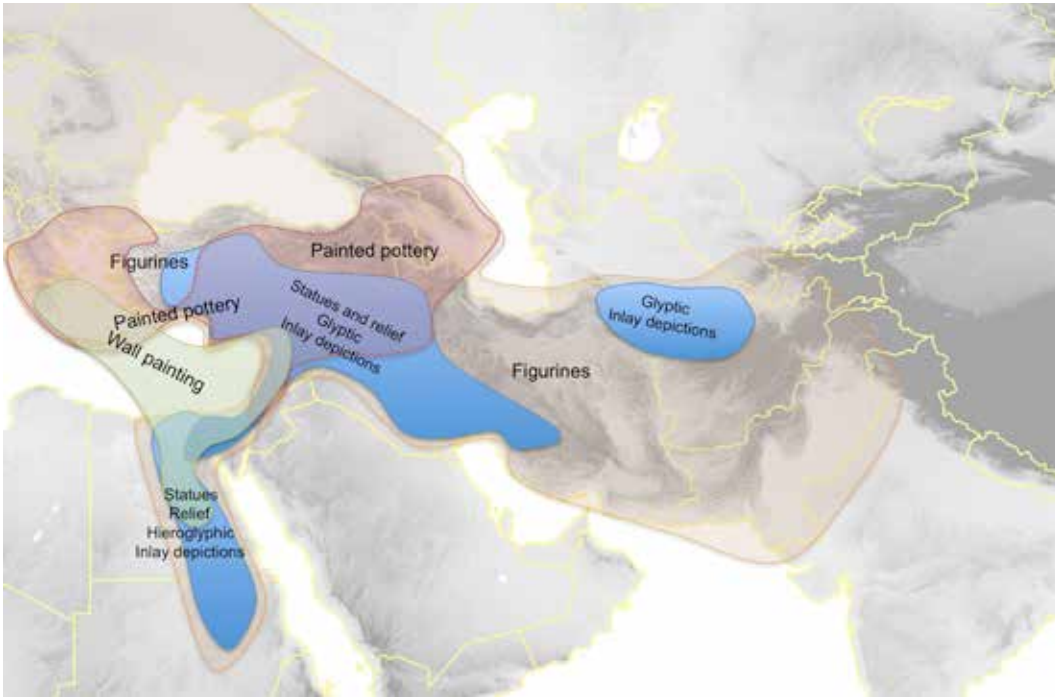 Figurines
Painted pottery
Painted pottery
Wall painting
Statues and relief
Glyptic
Inlay depictions
Glyptic
Inlay depictions
Figurines
Statues
Relief
Hieroglyphic
Inlay depictions